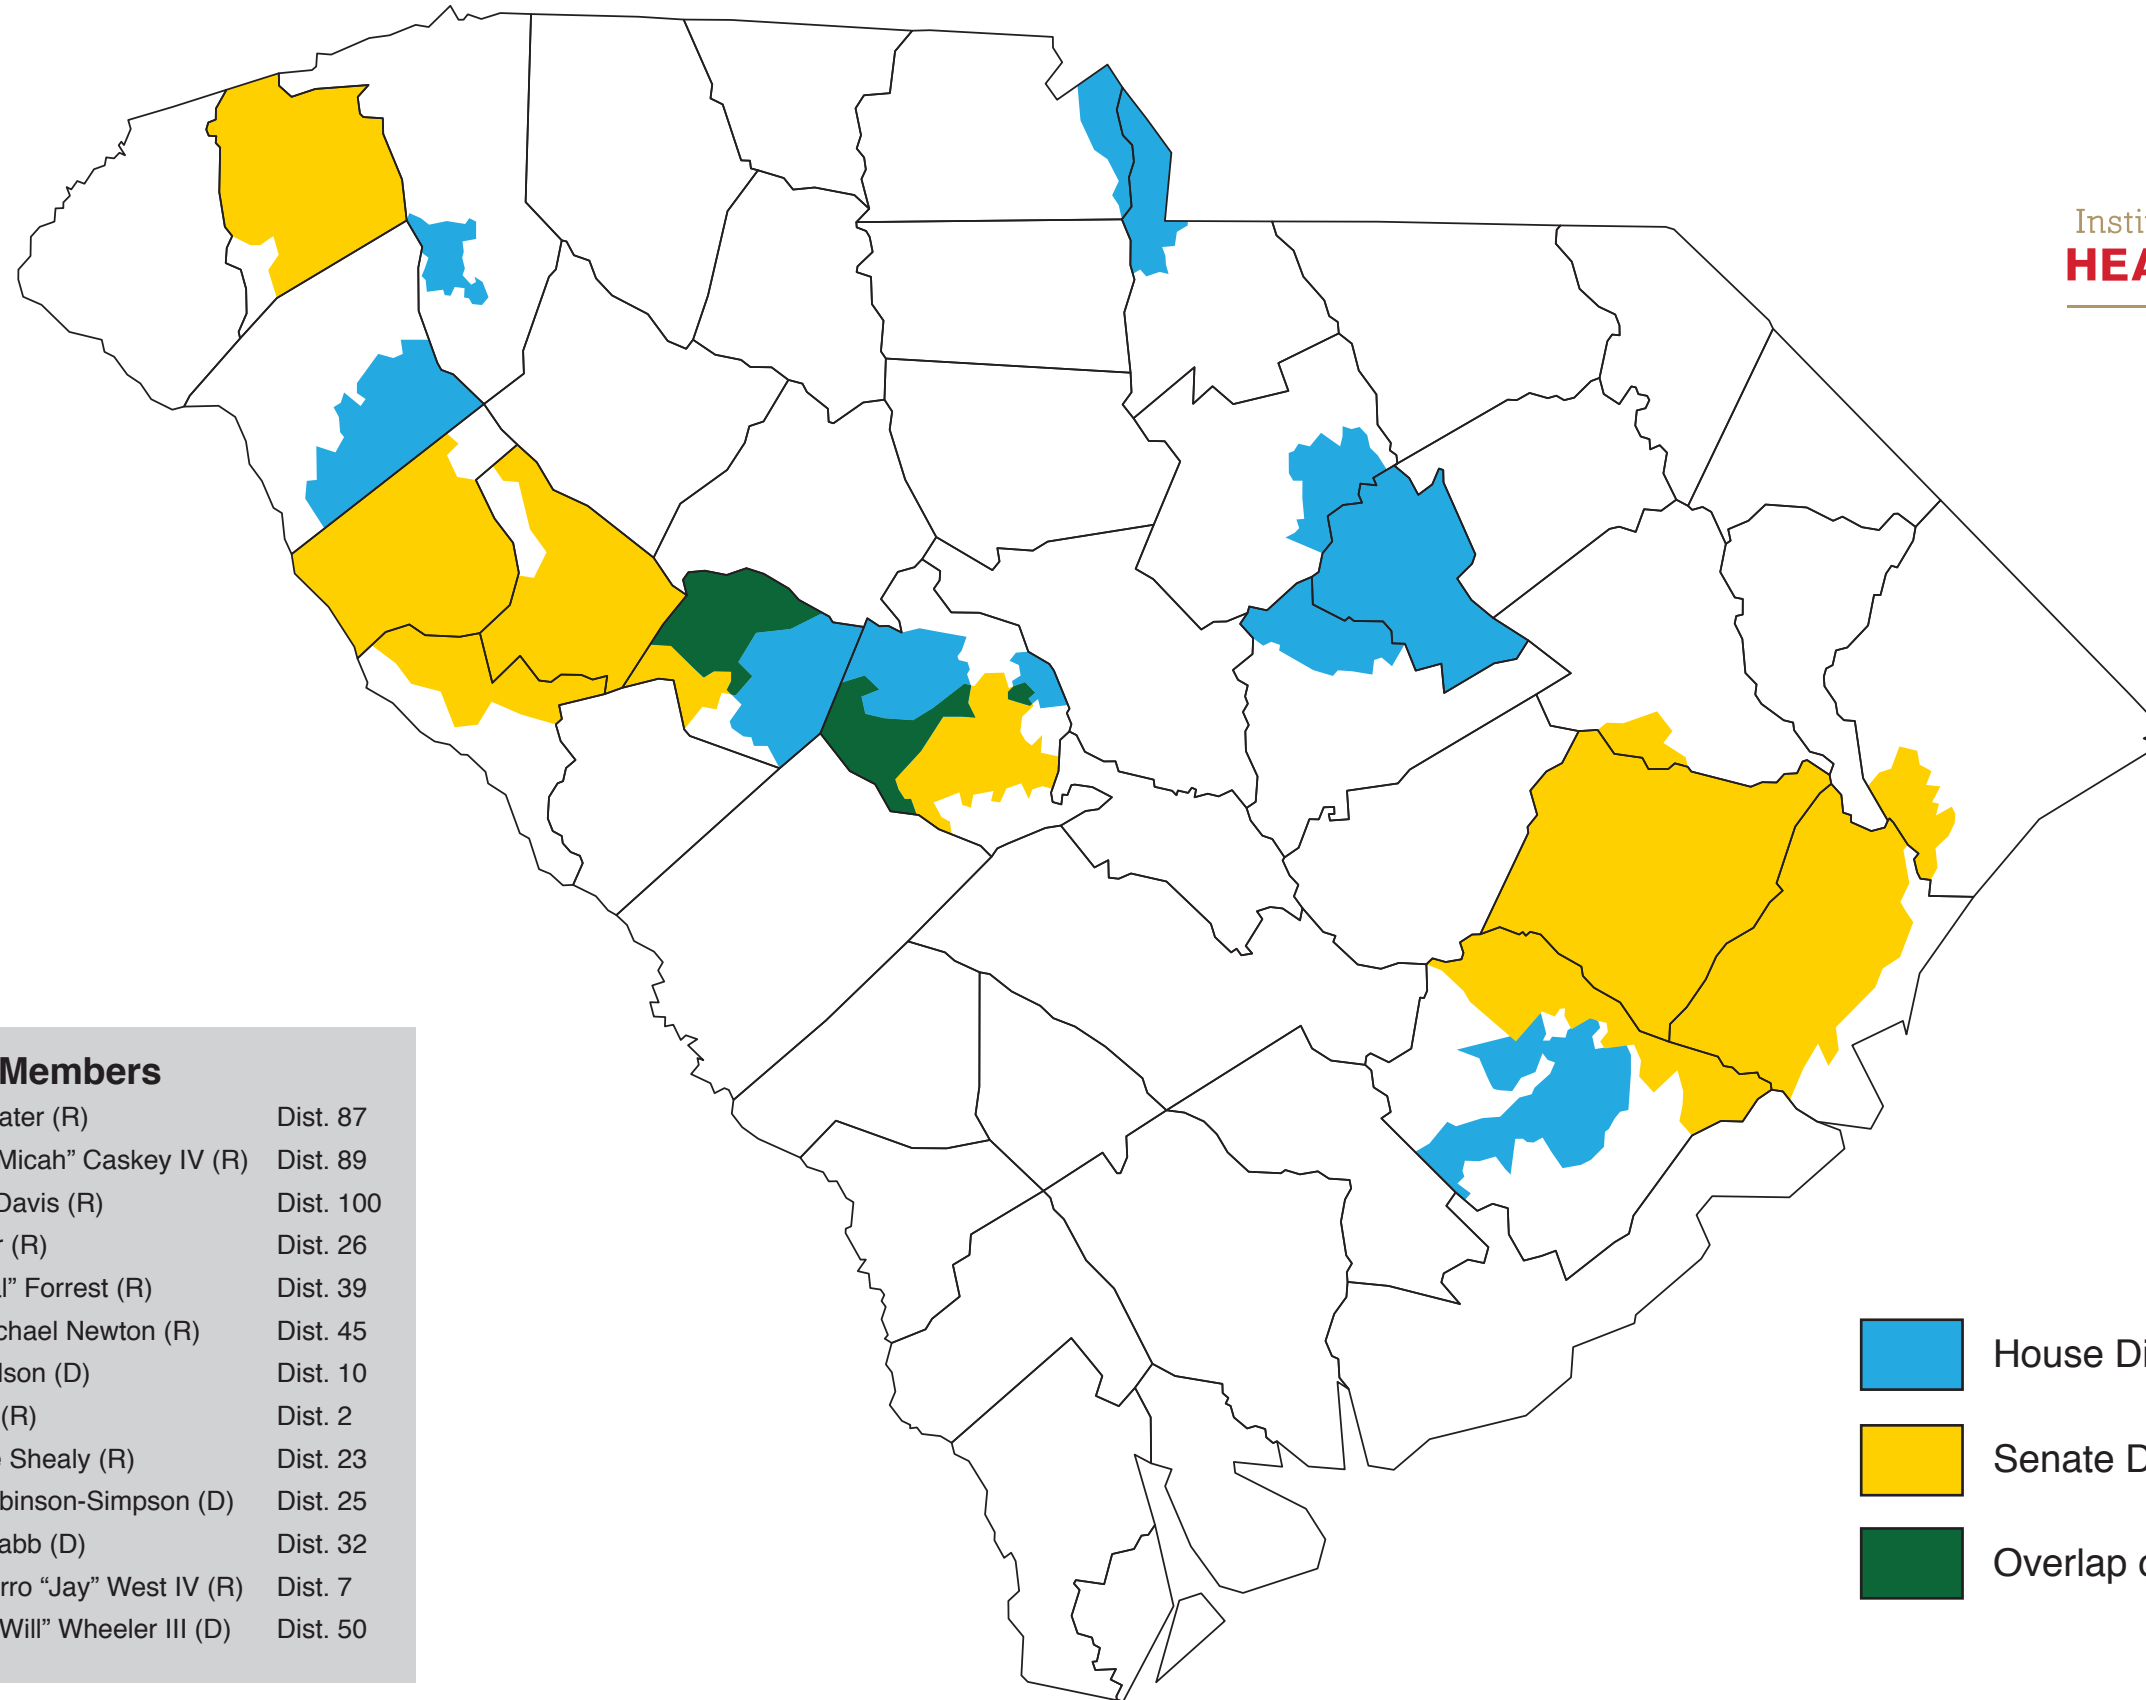 Insti
HEA
Members
ater (R) Dist. 87
Micah” Caskey IV (R) Dist. 89
Davis (R) Dist. 100
r (R) Dist. 26
l” Forrest (R) Dist. 39
chael Newton (R) Dist. 45
lson (D) Dist. 10
(R) Dist. 2
e Shealy (R) Dist. 23
binson-Simpson (D) Dist. 25
abb (D) Dist. 32
rro “Jay” West IV (R) Dist. 7
Will” Wheeler III (D) Dist. 50
House Di
Senate D
Overlap o